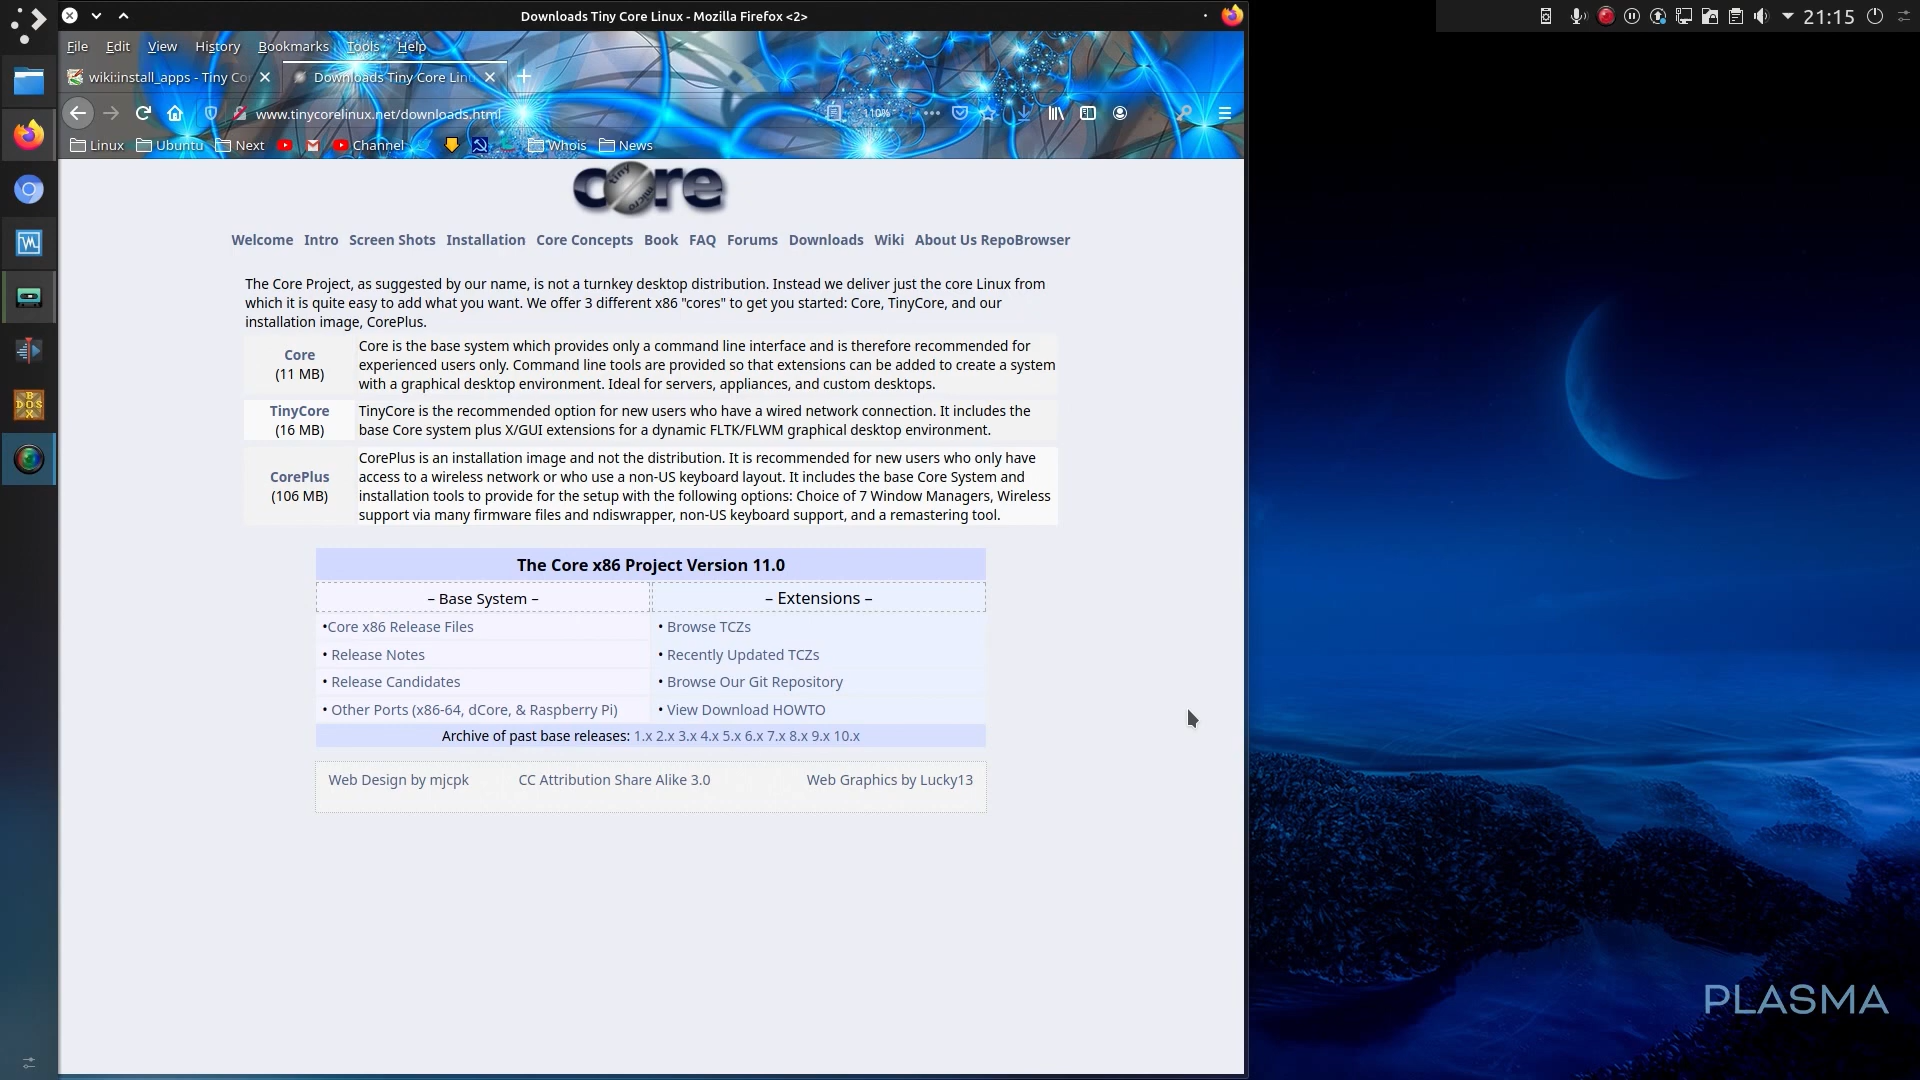 Downloads Tiny Core Linux - Mozilla Firefox <2>
21:15
File Edit View History Bookmarks Tools Help
wiki:install_apps - Tiny Co
Downloads Tiny Core Linu
www.tinycorelinux.net/downloads.html
110%
Linux Ubuntu Next Channel Whois News
core
tiny
micro
Welcome Intro Screen Shots Installation Core Concepts Book FAQ Forums Downloads Wiki About Us RepoBrowser
The Core Project, as suggested by our name, is not a turnkey desktop distribution. Instead we deliver just the core Linux from
which it is quite easy to add what you want. We offer 3 different x86 "cores" to get you started: Core, TinyCore, and our
installation image, CorePlus.
Core
(11 MB)
Core is the base system which provides only a command line interface and is therefore recommended for
experienced users only. Command line tools are provided so that extensions can be added to create a system
with a graphical desktop environment. Ideal for servers, appliances, and custom desktops.
TinyCore
(16 MB)
TinyCore is the recommended option for new users who have a wired network connection. It includes the
base Core system plus X/GUI extensions for a dynamic FLTK/FLWM graphical desktop environment.
CorePlus
(106 MB)
CorePlus is an installation image and not the distribution. It is recommended for new users who only have
access to a wireless network or who use a non-US keyboard layout. It includes the base Core System and
installation tools to provide for the setup with the following options: Choice of 7 Window Managers, Wireless
support via many firmware files and ndiswrapper, non-US keyboard support, and a remastering tool.
The Core x86 Project Version 11.0
– Base System –
– Extensions –
•Core x86 Release Files
• Browse TCZs
• Release Notes
• Recently Updated TCZs
• Release Candidates
• Browse Our Git Repository
• Other Ports (x86-64, dCore, & Raspberry Pi)
• View Download HOWTO
Archive of past base releases: 1.x 2.x 3.x 4.x 5.x 6.x 7.x 8.x 9.x 10.x
Web Design by mjcpk
CC Attribution Share Alike 3.0
Web Graphics by Lucky13
DOS
BOX
PLASMA